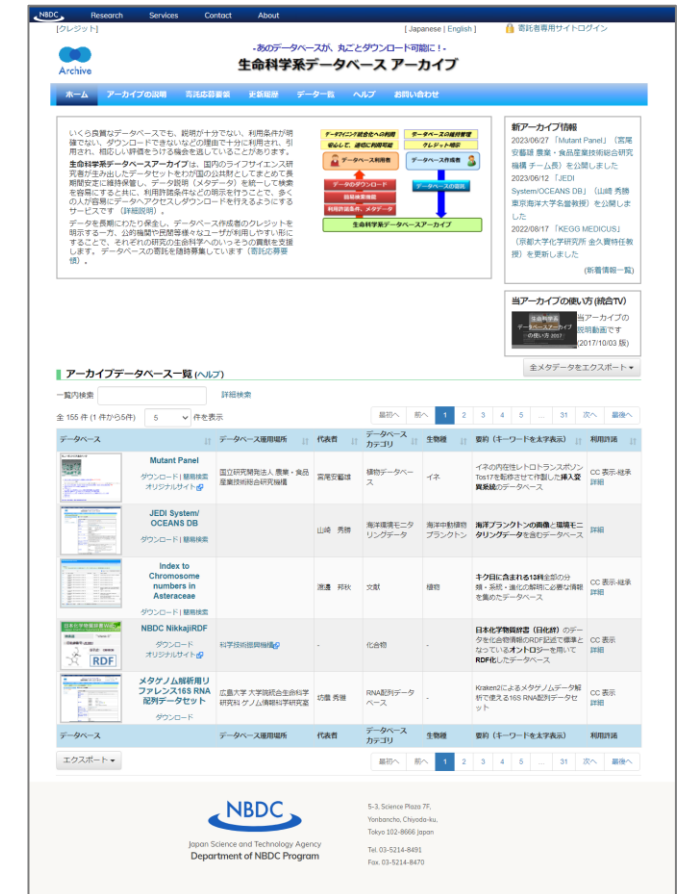 NBDC Research Services Contact About
[クレジット] [ Japanese | English ] 寄託者専用サイトログイン
Archive
-あのデータベースが、丸ごとダウンロード可能に!-
生命科学系データベース アーカイブ
ホーム アーカイブの説明 寄託応募要領 更新履歴 データ一覧 ヘルプ お問い合わせ
いくら良質なデータベースでも、説明が十分でない、利用条件が明
確でない、ダウンロードできないなどの理由で十分に利用され、引
用され、相応しい評価をうける機会を逃していることがあります。
生命科学系データベースアーカイブは、国内のライフサイエンス研
究者が生み出したデータセットをわが国の公共財としてまとめて長
期間安定に維持保管し、データ説明（メタデータ）を統一して検索
を容易にすると共に、利用許諾条件などの明示を行うことで、多く
の人が容易にデータへアクセスしダウンロードを行えるようにする
サービスです（詳細説明）。
データを長期にわたり保全し、データベース作成者のクレジットを
明示する一方、公的機関や民間等様々なユーザが利用しやすい形に
することで、それぞれの研究の生命科学へのいっそうの貢献を支援
します。 データベースの寄託を随時募集しています（寄託応募要
領）。
データベース利用者 データベース作成者
データのダウンロード
簡易検索機能
利用許諾条件、メタデータ
データベースの寄託
生命科学系データベースアーカイブ
新アーカイブ情報
2023/06/27 「Mutant Panel」（宮尾
安藝雄 農業・食品産業技術総合研究
機構 チーム長）を公開しました
2023/06/12 「JEDI
System/OCEANS DB」（山崎 秀勝
東京海洋大学名誉教授）を公開しま
した
2022/08/17 「KEGG MEDICUS」
（京都大学化学研究所 金久實特任教
授）を更新しました
(新着情報一覧)
当アーカイブの使い方 (統合TV)
生命科学系
データベースアーカイブ
の使い方 2017
当アーカイブの
説明動画です
(2017/10/03 版)
全メタデータをエクスポート
アーカイブデータベース一覧 (ヘルプ)
一覧内検索 詳細検索
全 155 件 (1 件から5件) 5 件を表示
最初へ 前へ 1 2 3 4 5 ... 31 次へ 最後へ
データベース データベース運用場所 代表者 データベースカテゴリ 生物種 要約（キーワードを太字表示） 利用許諾
Mutant Panel
ダウンロード | 簡易検索
オリジナルサイト
国立研究開発法人 農業・食品
産業技術総合研究機構
宮尾安藝雄
植物データベー
ス
イネ
イネの内在性レトロトランスポゾン
Tos17を転移させて作製した挿入変
異系統のデータベース
CC 表示-継承
詳細
JEDI System/
OCEANS DB
ダウンロード | 簡易検索
山崎 秀勝
海洋環境モニタ
リングデータ
海洋中動植物
プランクトン
海洋プランクトンの画像と環境モニ
タリングデータを含むデータベース
詳細
Index to
Chromosome
numbers in
Asteraceae
ダウンロード | 簡易検索
渡邊 邦秋
文献
植物
キク目に含まれる13科全部の分
類・系統・進化の解明に必要な情報
を集めたデータベース
CC 表示-継承
詳細
RDF
NBDC NikkajiRDF
ダウンロード
オリジナルサイト
科学技術振興機構
-
化合物
-
日本化学物質辞書（日化辞）のデー
タを化合物情報のRDF記述で標準と
なっているオントロジーを用いて
RDF化したデータベース
CC 表示
詳細
メタゲノム解析用リ
ファレンス16S RNA
配列データセット
ダウンロード
広島大学 大学院統合生命科学
研究科 ゲノム情報科学研究室
坊農 秀雅
RNA配列データ
ベース
-
Kraken2によるメタゲノムデータ解
析で使える16S RNA配列データセ
ット
CC 表示
詳細
データベース データベース運用場所 代表者 データベースカテゴリ 生物種 要約（キーワードを太字表示） 利用許諾
エクスポート
最初へ 前へ 1 2 3 4 5 ... 31 次へ 最後へ
NBDC
Japan Science and Technology Agency
Department of NBDC Program
5-3, Science Plaza 7F,
Yonbancho, Chiyoda-ku,
Tokyo 102-8666 Japan
Tel. 03-5214-8491
Fax. 03-5214-8470